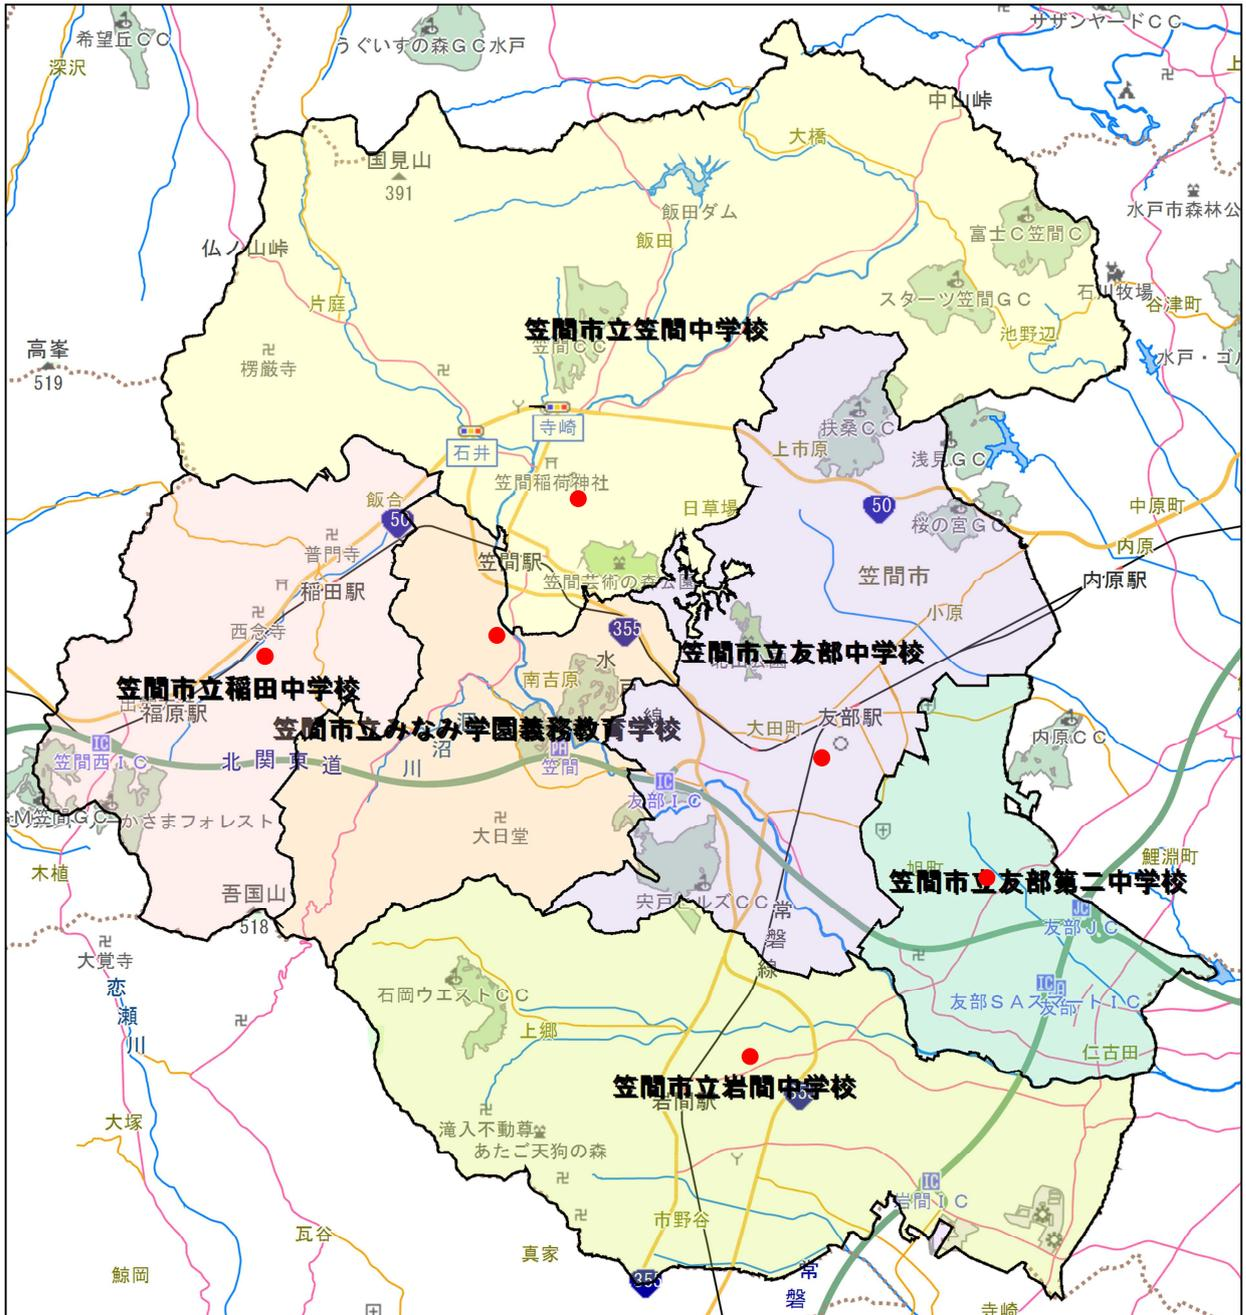 希望丘ＣＣ
うぐいすの森ＧＣ水戸
サザンヤードＣＣ
深沢
中山峠
大橋
国見山
391
飯田ダム
水戸市森林公
飯田
富士Ｃ笠間Ｃ
仏ノ山峠
スターツ笠間ＧＣ
石川牧場
谷津町
片庭
笠間市立笠間中学校
笠間ＣＣ
池野辺
高峯
519
楞厳寺
水戸・ゴル
寺崎
石井
扶桑ＣＣ
上市原
浅見ＧＣ
笠間稲荷神社
飯合
日草場
50
50
桜の宮ＧＣ
中原町
内原
普門寺
笠間駅
笠間芸術の森公園
笠間市
内原駅
稲田駅
小原
西念寺
355
笠間市立友部中学校
北山公園
水
戸
線
南吉原
笠間市立稲田中学校
福原駅
笠間市立みなみ学園義務教育学校
大田町
友部駅
涸
沼
川
内原ＣＣ
IC
笠間西ＩＣ
北関東道
PA
笠間
IC
友部ＩＣ
かさまフォレスト
大日堂
木植
旭町
鯉淵町
笠間市立友部第二中学校
吾国山
518
宍戸ヒルズＣＣ
常
磐
線
JC
友部ＪＣ
大覚寺
恋
瀬
川
石岡ウエストＣＣ
IC
友部ＳＡスマートＩＣ
友部
上郷
仁古田
笠間市立岩間中学校
岩間駅
355
大塚
滝入不動尊
あたご天狗の森
IC
岩間ＩＣ
市野谷
瓦谷
真家
鯨岡
355
常
磐
寺崎